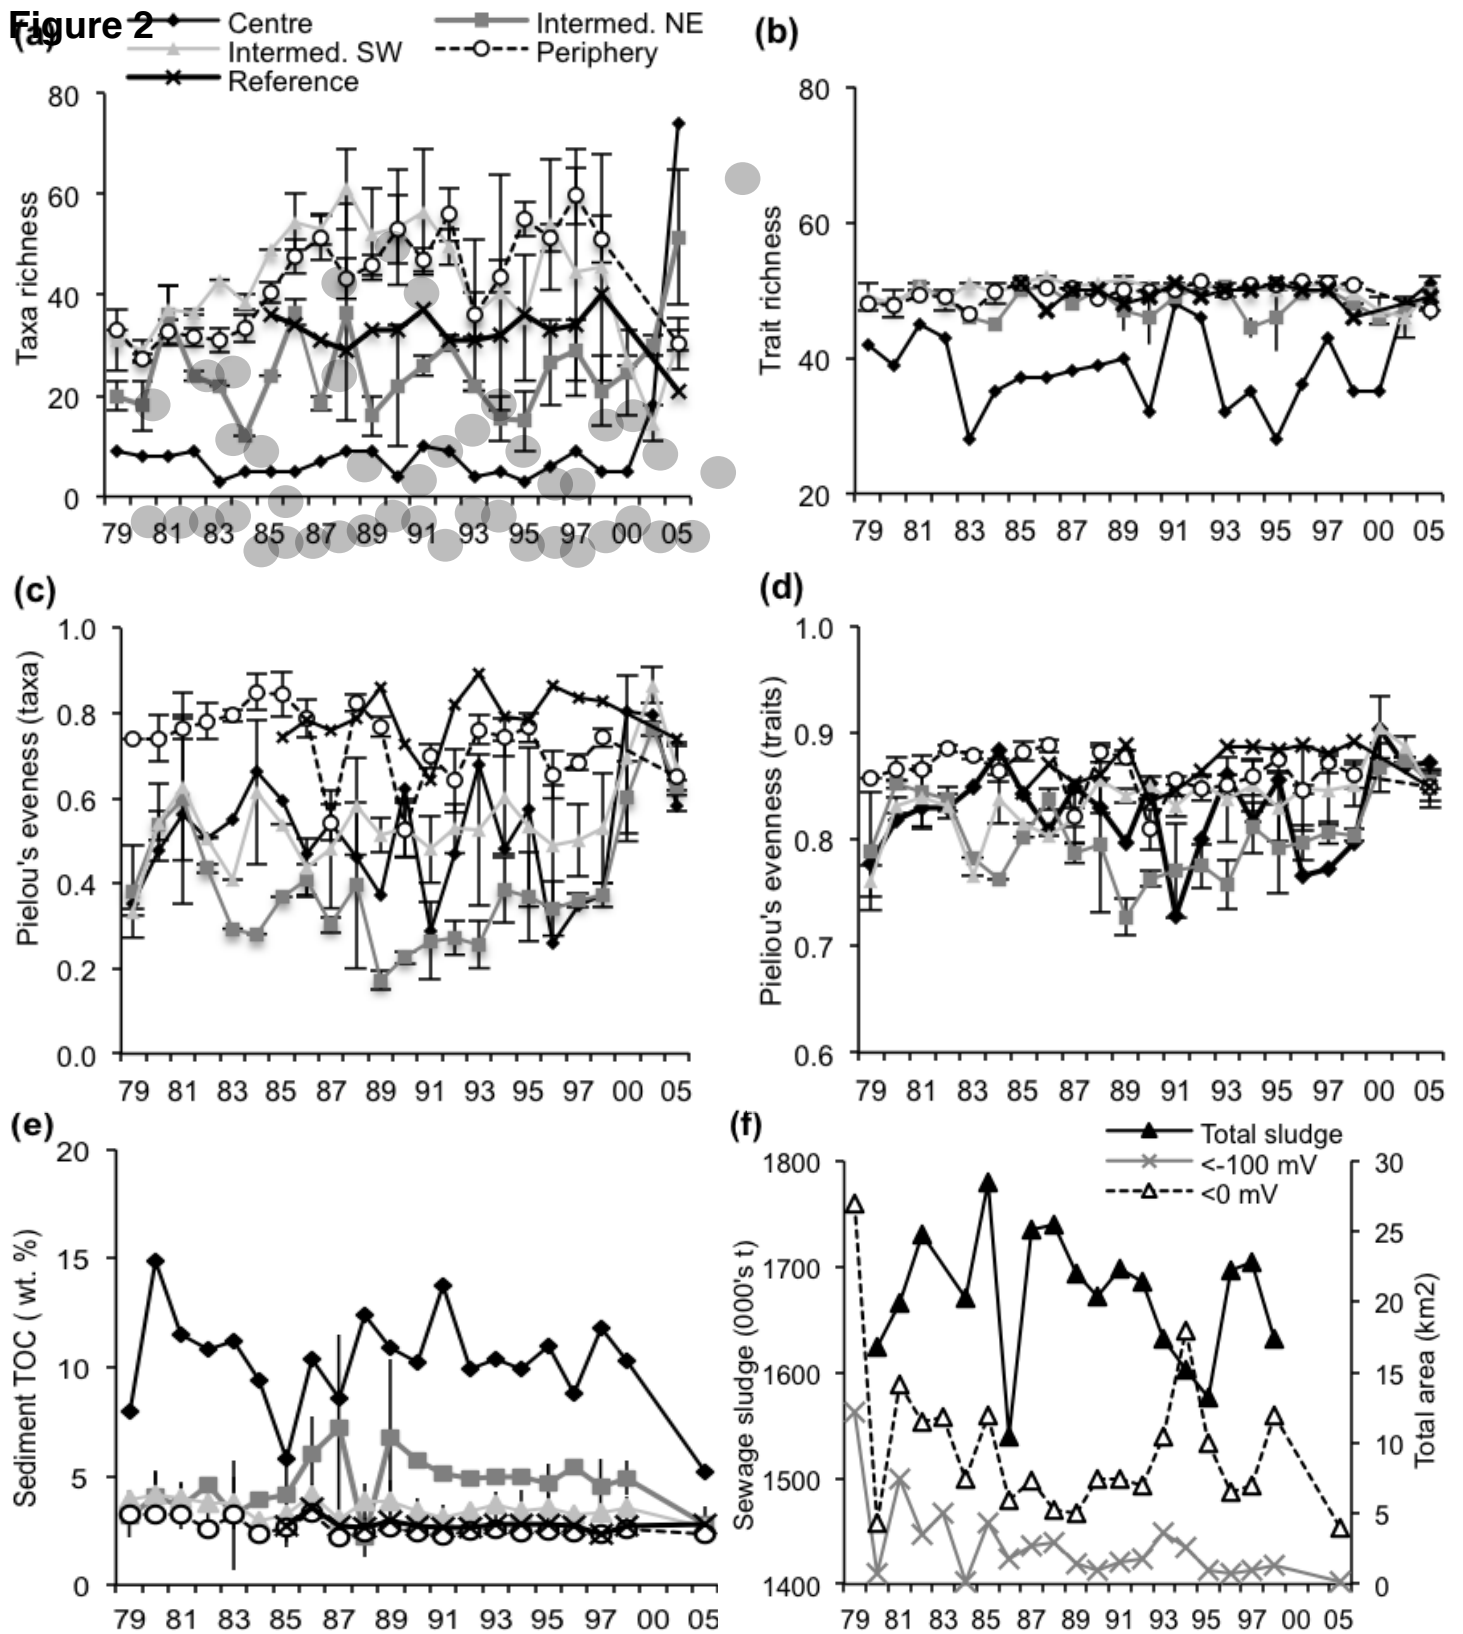 Figure 2
(a)
Centre
Intermed. NE
Intermed. SW
Periphery
Reference
Taxa richness
80
60
40
20
0
79 81 83 85 87 89 91 93 95 97 00 05
(b)
Trait richness
80
60
40
20
79 81 83 85 87 89 91 93 95 97 00 05
(c)
Pielou's eveness (taxa)
1.0
0.8
0.6
0.4
0.2
0.0
79 81 83 85 87 89 91 93 95 97 00 05
(d)
Pieliou's evenness (traits)
1.0
0.9
0.8
0.7
0.6
79 81 83 85 87 89 91 93 95 97 00 05
(e)
Sediment TOC ( wt. %)
20
15
10
5
0
79 81 83 85 87 89 91 93 95 97 00 05
(f)
Total sludge
<-100 mV
<0 mV
Sewage sludge (000's t)
1800
1700
1600
1500
1400
Total area (km2)
30
25
20
15
10
5
0
79 81 83 85 87 89 91 93 95 97 00 05